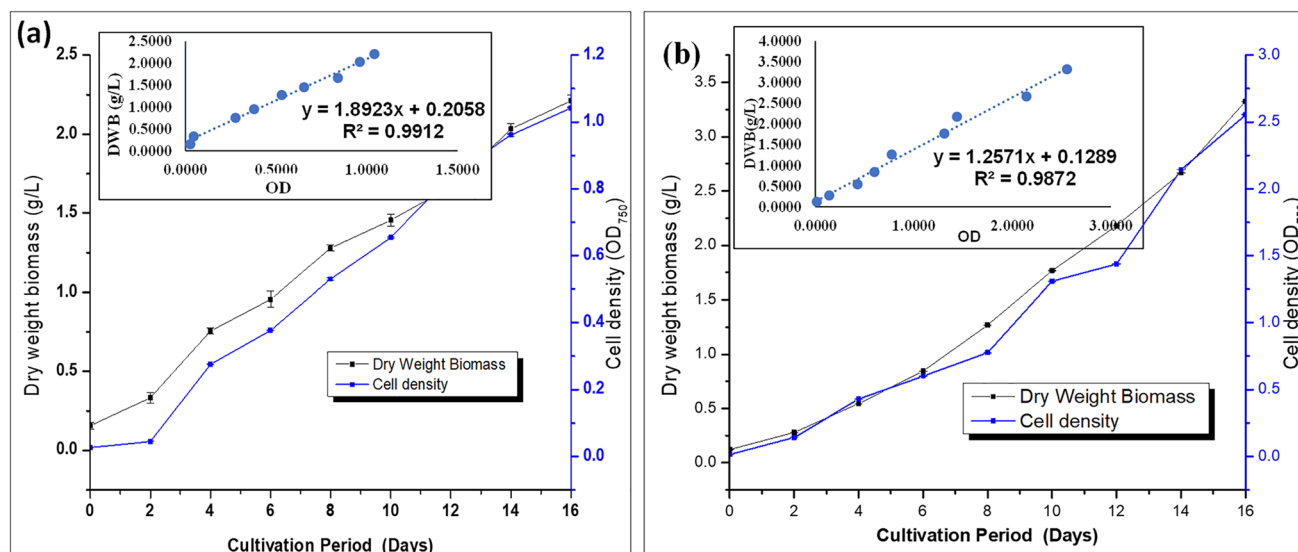 (a)
2.5
2.0
1.5
1.0
0.5
0.0
Dry weight biomass (g/L)
2.5000
2.0000
1.5000
1.0000
0.5000
0.0000
DWB (g/L)
y = 1.8923x + 0.2058
R² = 0.9912
0.0000 0.5000 1.0000 1.5000
OD
1.2
1.0
0.8
0.6
0.4
0.2
0.0
Cell density (OD750)
Dry Weight Biomass
Cell density
0 2 4 6 8 10 12 14 16
Cultivation Period (Days)
(b)
3.5
3.0
2.5
2.0
1.5
1.0
0.5
0.0
Dry weight biomass (g/L)
4.0000
3.5000
3.0000
2.5000
2.0000
1.5000
1.0000
0.5000
0.0000
DWB(g/L)
y = 1.2571x + 0.1289
R² = 0.9872
0.0000 1.0000 2.0000 3.0000
OD
3.0
2.5
2.0
1.5
1.0
0.5
0.0
Cell density (OD
Dry Weight Biomass
Cell density
0 2 4 6 8 10 12 14 16
Cultivation Period (Days)